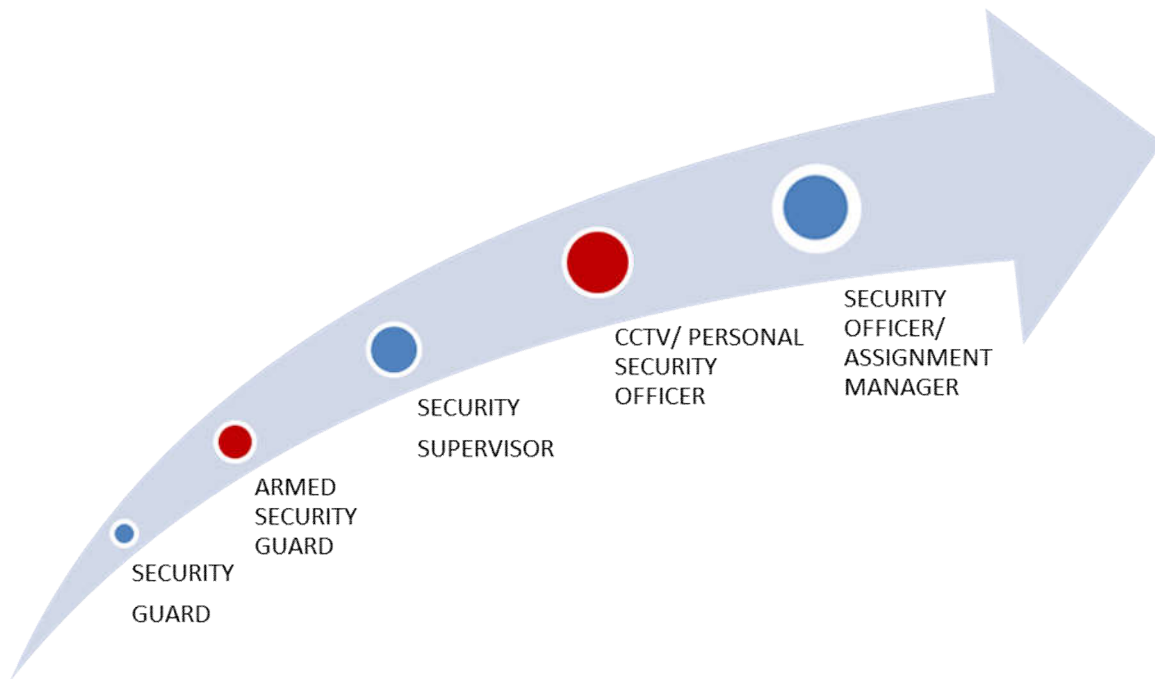 SECURITY
GUARD
ARMED
SECURITY
GUARD
SECURITY
SUPERVISOR
CCTV/ PERSONAL
SECURITY
OFFICER
SECURITY
OFFICER/
ASSIGNMENT
MANAGER